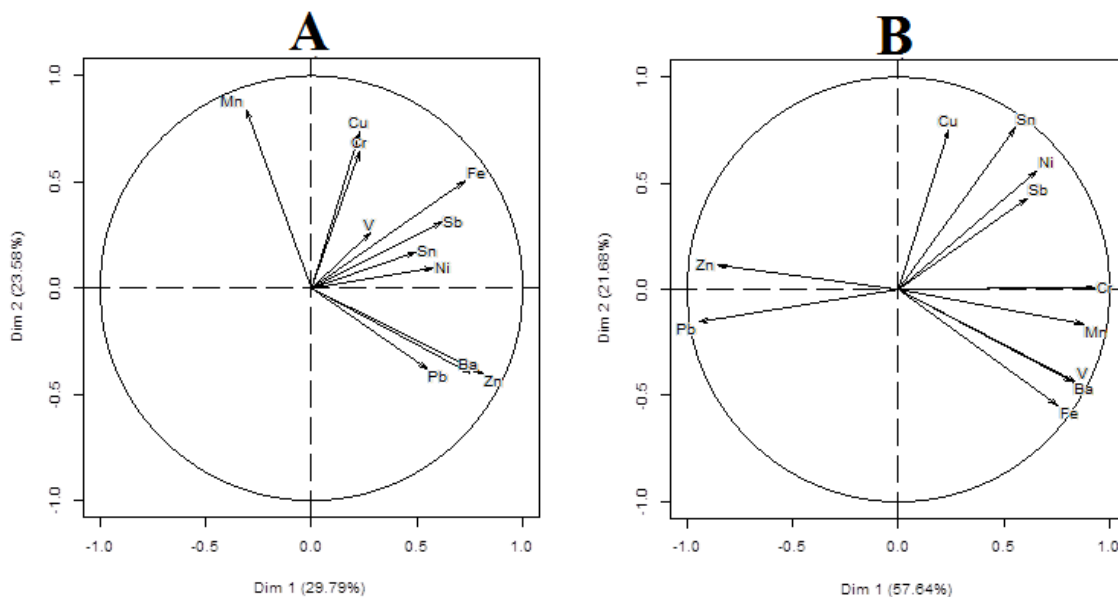 A
1.0
0.5
0.0
-0.5
-1.0
Dim 2 (23.58%)
Mn
Cu
Cr
Fe
V
Sb
Sn
Ni
Ba
Pb
Zn
-1.0 -0.5 0.0 0.5 1.0
Dim 1 (29.79%)
B
1.0
0.5
0.0
-0.5
-1.0
Dim 2 (21.68%)
Cu
Sn
Ni
Sb
Zn
Cr
Pb
Mn
V
Ba
Fe
-1.0 -0.5 0.0 0.5 1.0
Dim 1 (57.64%)